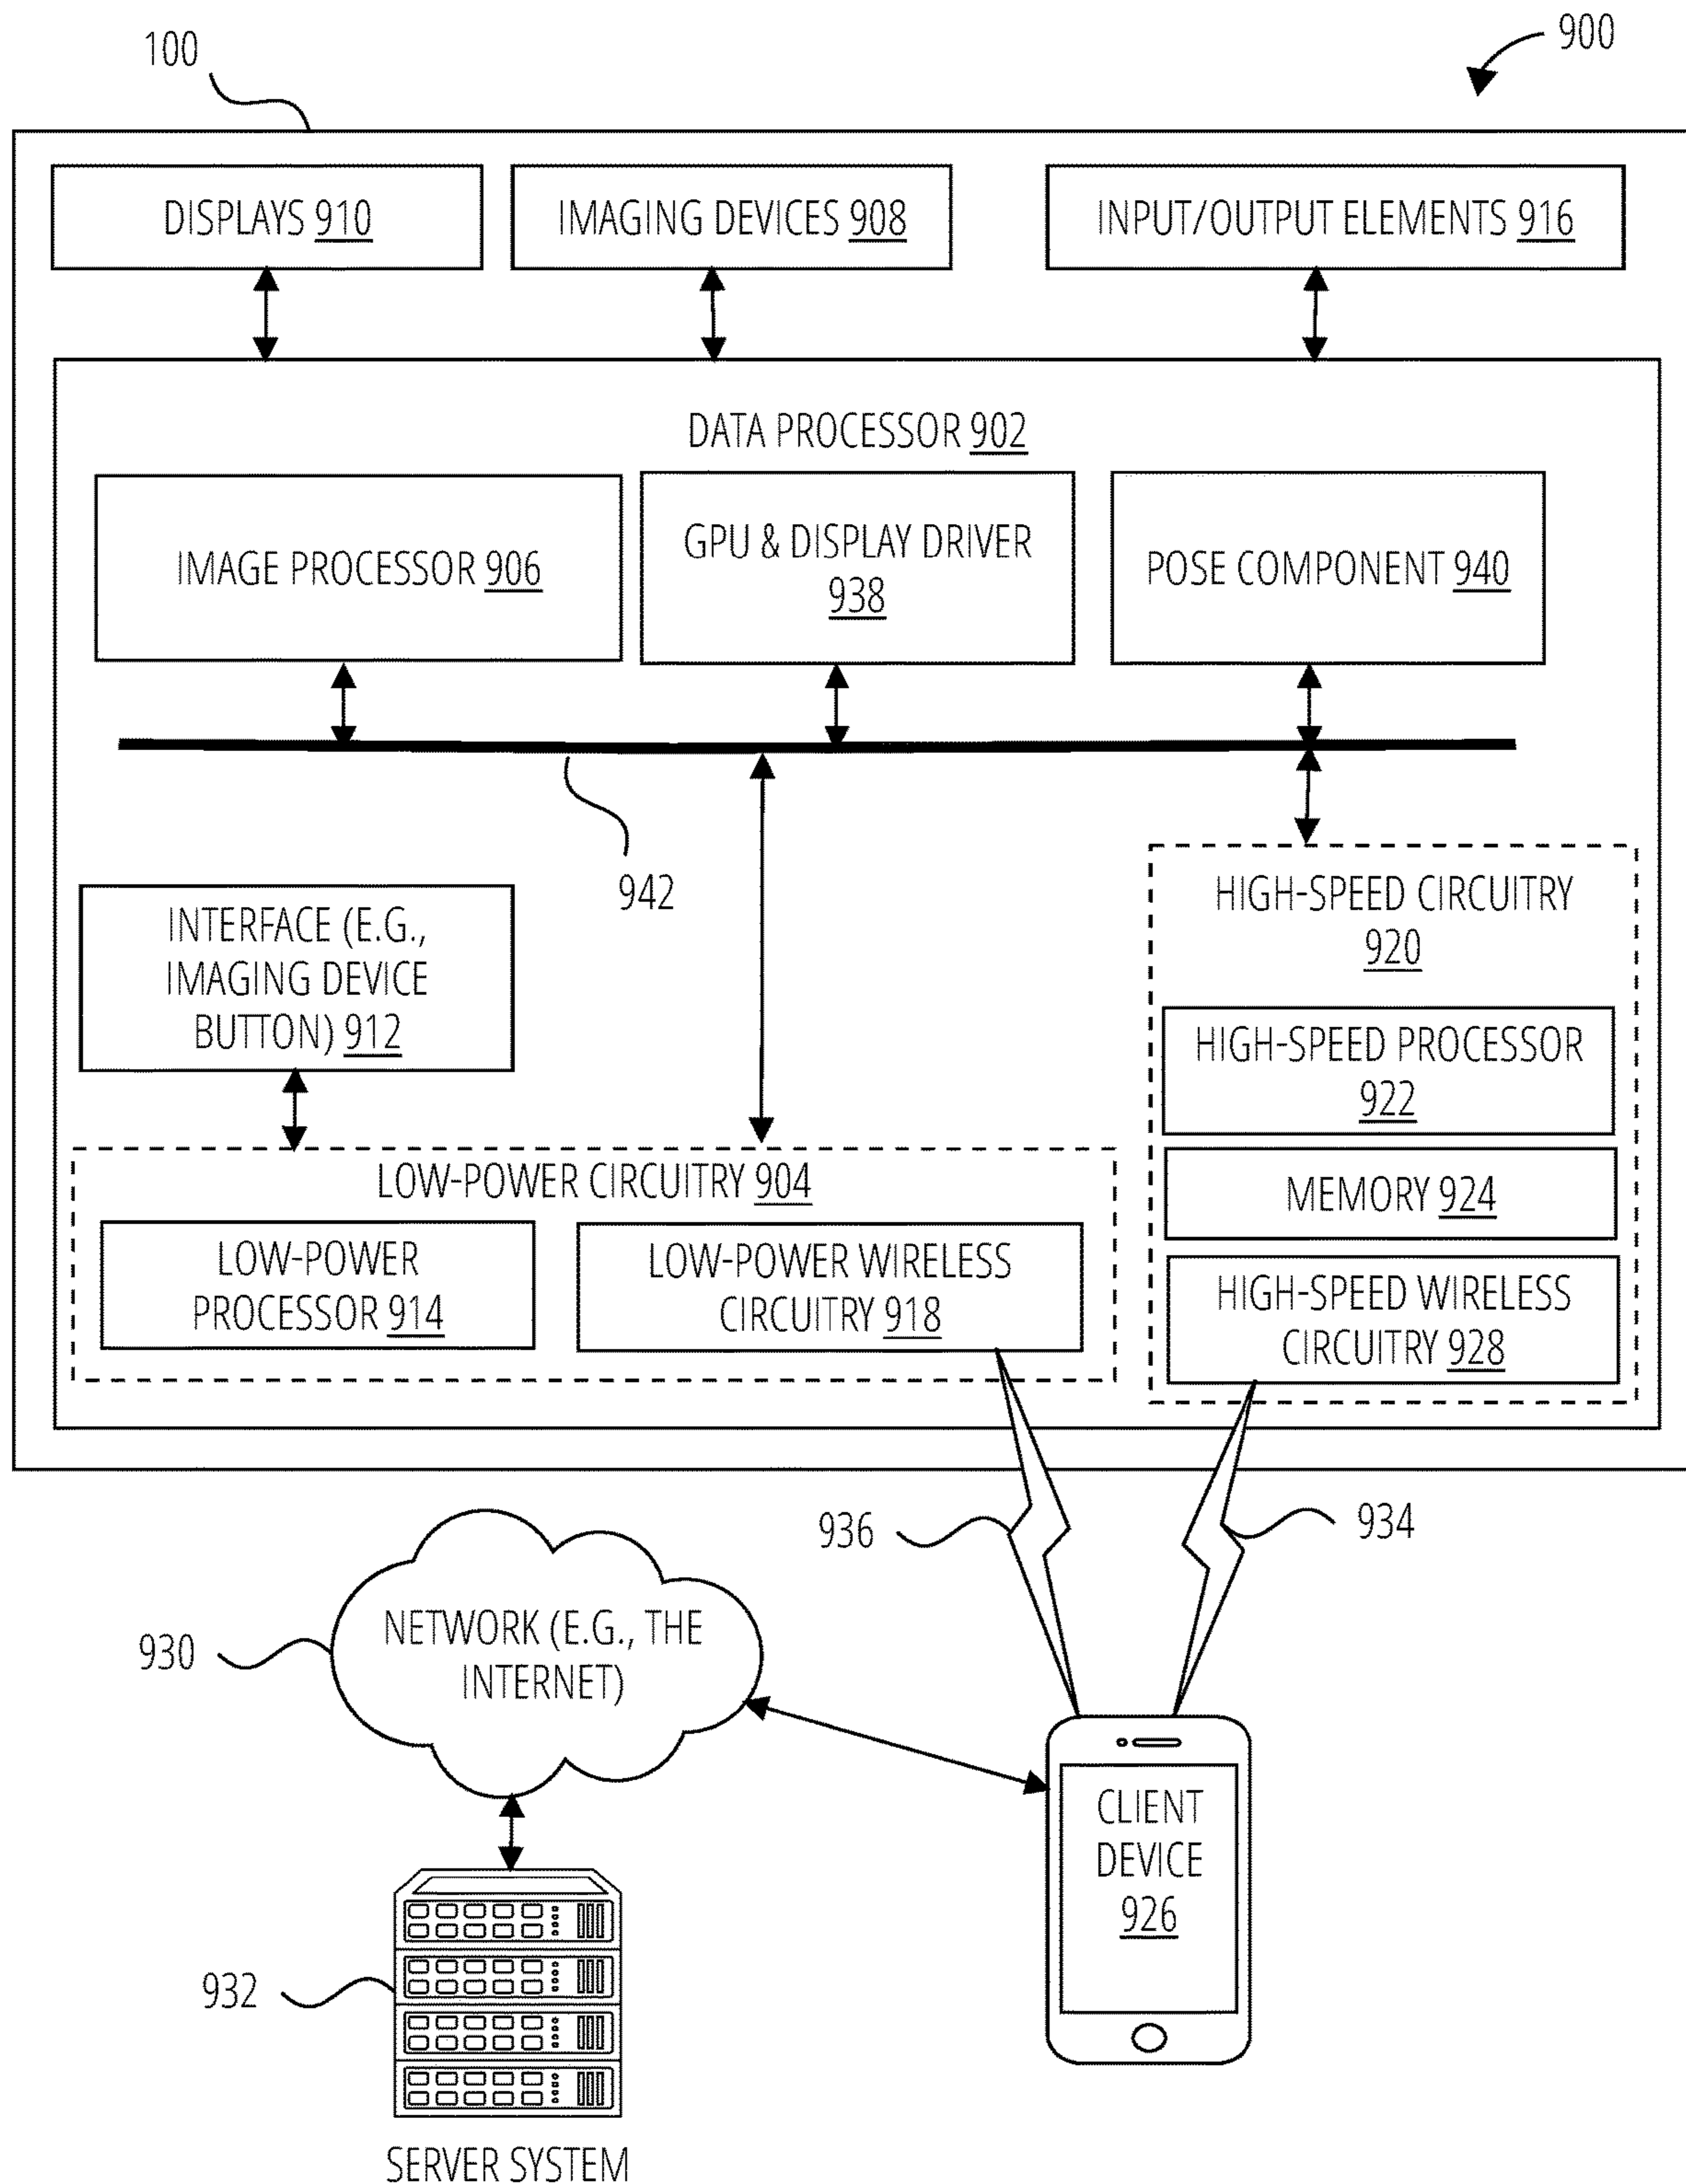 900
100
DISPLAYS 910
IMAGING DEVICES 908
INPUT/OUTPUT ELEMENTS 916
DATA PROCESSOR 902
IMAGE PROCESSOR 906
GPU & DISPLAY DRIVER
938
POSE COMPONENT 940
942
INTERFACE (E.G.,
IMAGING DEVICE
BUTTON) 912
HIGH-SPEED CIRCUITRY
920
HIGH-SPEED PROCESSOR
922
MEMORY 924
HIGH-SPEED WIRELESS
CIRCUITRY 928
LOW-POWER CIRCUITRY 904
LOW-POWER
PROCESSOR 914
LOW-POWER WIRELESS
CIRCUITRY 918
936
934
930
NETWORK (E.G., THE
INTERNET)
CLIENT
DEVICE
926
932
SERVER SYSTEM